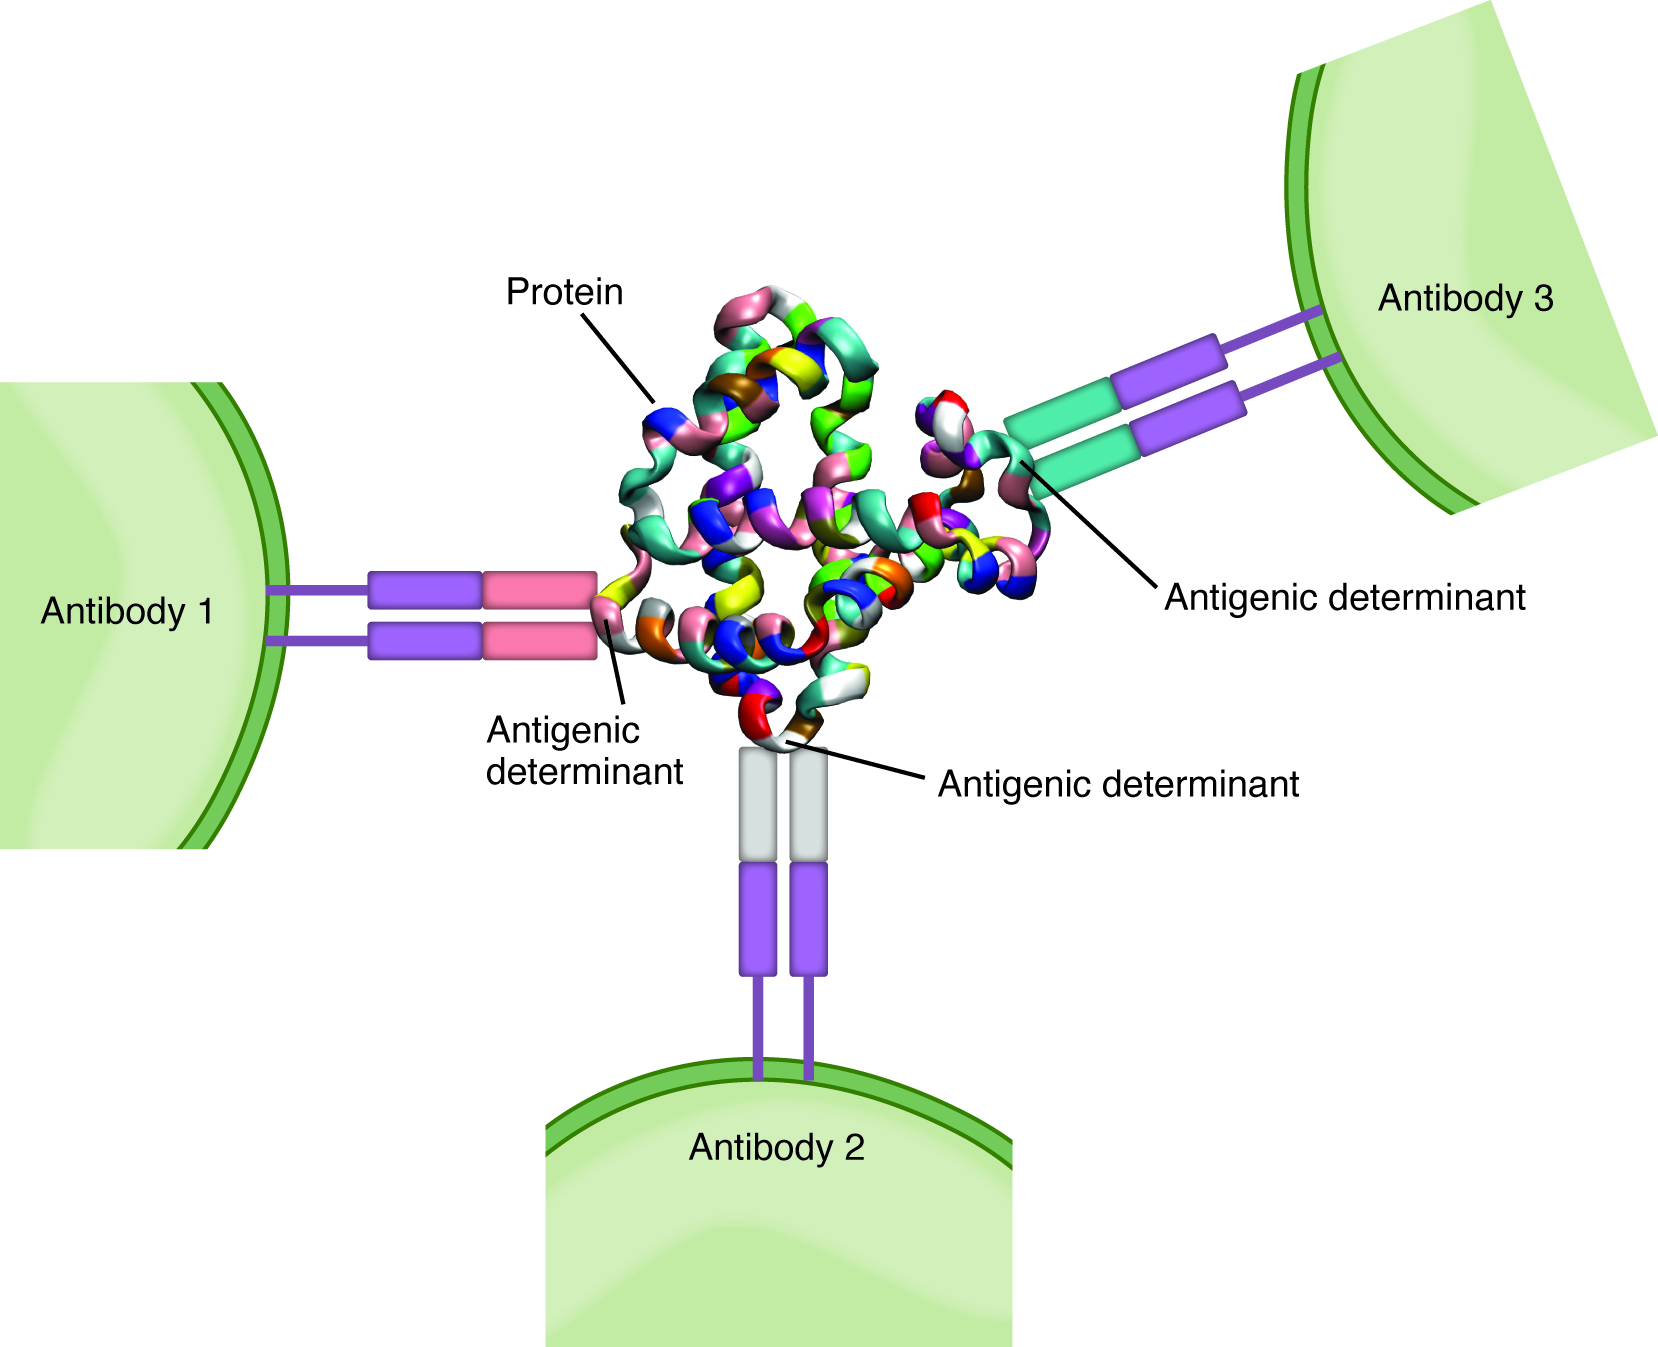 Protein
Antibody 3
Antibody 1
Antigenic determinant
Antigenic
determinant
Antigenic determinant
Antibody 2